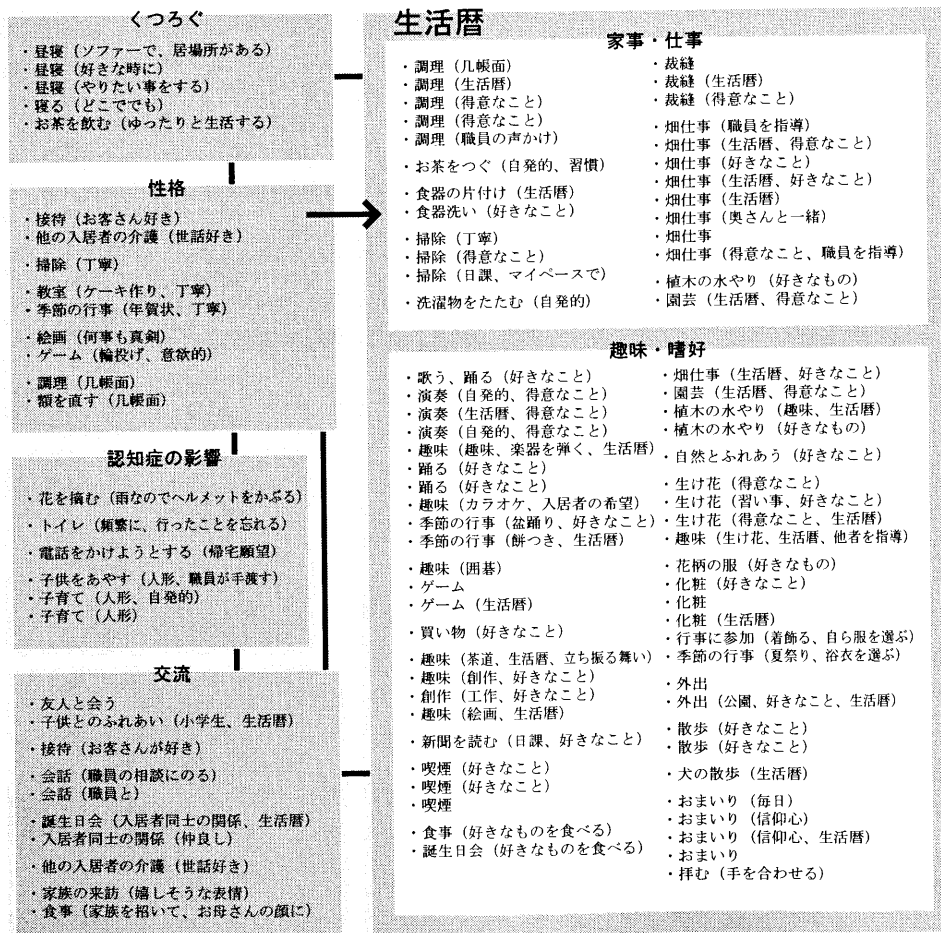 くつろぐ
・昼寝（ソファーで、居場所がある）
・昼寝（好きな時に）
・昼寝（やりたい事をする）
・寝る（どこででも）
・お茶を飲む（ゆったりと生活する）
性格
・接待（お客さん好き）
・他の入居者の介護（世話好き）
・掃除（丁寧）
・教室（ケーキ作り、丁寧）
・季節の行事（年賀状、丁寧）
・絵画（何事も真剣）
・ゲーム（輪投げ、意欲的）
・調理（几帳面）
・額を直す（几帳面）
認知症の影響
・花を摘む（雨なのでヘルメットをかぶる）
・トイレ（頻繁に、行ったことを忘れる）
・電話をかけようとする（帰宅願望）
・子供をあやす（人形、職員が手渡す）
・子育て（人形、自発的）
・子育て（人形）
交流
・友人と会う
・子供とのふれあい（小学生、生活暦）
・接待（お客さんが好き）
・会話（職員の相談にのる）
・会話（職員と）
・誕生日会（入居者同士の関係、生活暦）
・入居者同士の関係（仲良し）
・他の入居者の介護（世話好き）
・家族の来訪（嬉しそうな表情）
・食事（家族を招いて、お母さんの顔に）
生活暦
家事・仕事
・調理（几帳面）
・調理（生活暦）
・調理（得意なこと）
・調理（得意なこと）
・調理（職員の声かけ）
・お茶をつぐ（自発的、習慣）
・食器の片付け（生活暦）
・食器洗い（好きなこと）
・掃除（丁寧）
・掃除（得意なこと）
・掃除（日課、マイペースで）
・洗濯物をたたむ（自発的）
・裁縫
・裁縫（生活暦）
・裁縫（得意なこと）
・畑仕事（職員を指導）
・畑仕事（生活暦、得意なこと）
・畑仕事（好きなこと）
・畑仕事（生活暦、好きなこと）
・畑仕事（生活暦）
・畑仕事（奥さんと一緒）
・畑仕事
・畑仕事（得意なこと、職員を指導）
・植木の水やり（好きなもの）
・園芸（生活暦、得意なこと）
趣味・嗜好
・歌う、踊る（好きなこと）
・演奏（自発的、得意なこと）
・演奏（生活暦、得意なこと）
・演奏（自発的、得意なこと）
・趣味（趣味、楽器を弾く、生活暦）
・踊る（好きなこと）
・踊る（好きなこと）
・趣味（カラオケ、入居者の希望）
・季節の行事（盆踊り、好きなこと）
・季節の行事（餅つき、生活暦）
・趣味（囲碁）
・ゲーム
・ゲーム（生活暦）
・買い物（好きなこと）
・趣味（茶道、生活暦、立ち振る舞い）
・趣味（創作、好きなこと）
・創作（工作、好きなこと）
・趣味（絵画、生活暦）
・新聞を読む（日課、好きなこと）
・喫煙（好きなこと）
・喫煙（好きなこと）
・喫煙
・食事（好きなものを食べる）
・誕生日会（好きなものを食べる）
・畑仕事（生活暦、好きなこと）
・園芸（生活暦、得意なこと）
・植木の水やり（趣味、生活暦）
・植木の水やり（好きなもの）
・自然とふれあう（好きなこと）
・生け花（得意なこと）
・生け花（習い事、好きなこと）
・生け花（得意なこと、生活暦）
・趣味（生け花、生活暦、他者を指導）
・花柄の服（好きなもの）
・化粧（好きなこと）
・化粧
・化粧（生活暦）
・行事に参加（着飾る、自ら服を選ぶ）
・季節の行事（夏祭り、浴衣を選ぶ）
・外出
・外出（公園、好きなこと、生活暦）
・散歩（好きなこと）
・散歩（好きなこと）
・犬の散歩（生活暦）
・おまいり（毎日）
・おまいり（信仰心）
・おまいり（信仰心、生活暦）
・おまいり
・拝む（手を合わせる）